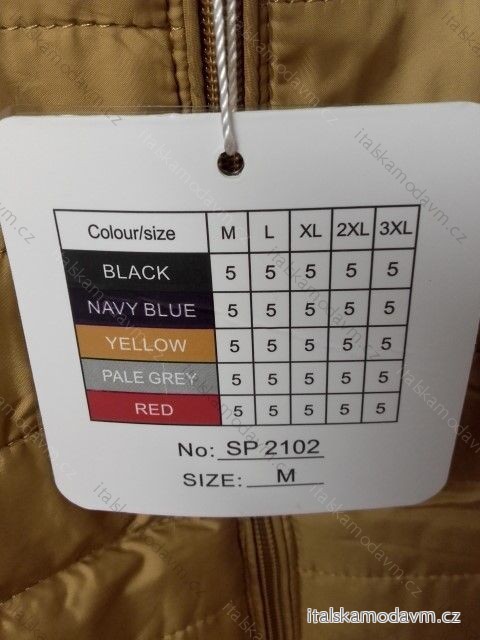 Colour/size M L XL 2XL 3XL
BLACK 5 5 5 5 5
NAVY BLUE 5 5 5 5 5
YELLOW 5 5 5 5 5
PALE GREY 5 5 5 5 5
RED 5 5 5 5 5
No: SP 2102
SIZE: M
italskamodavm.cz